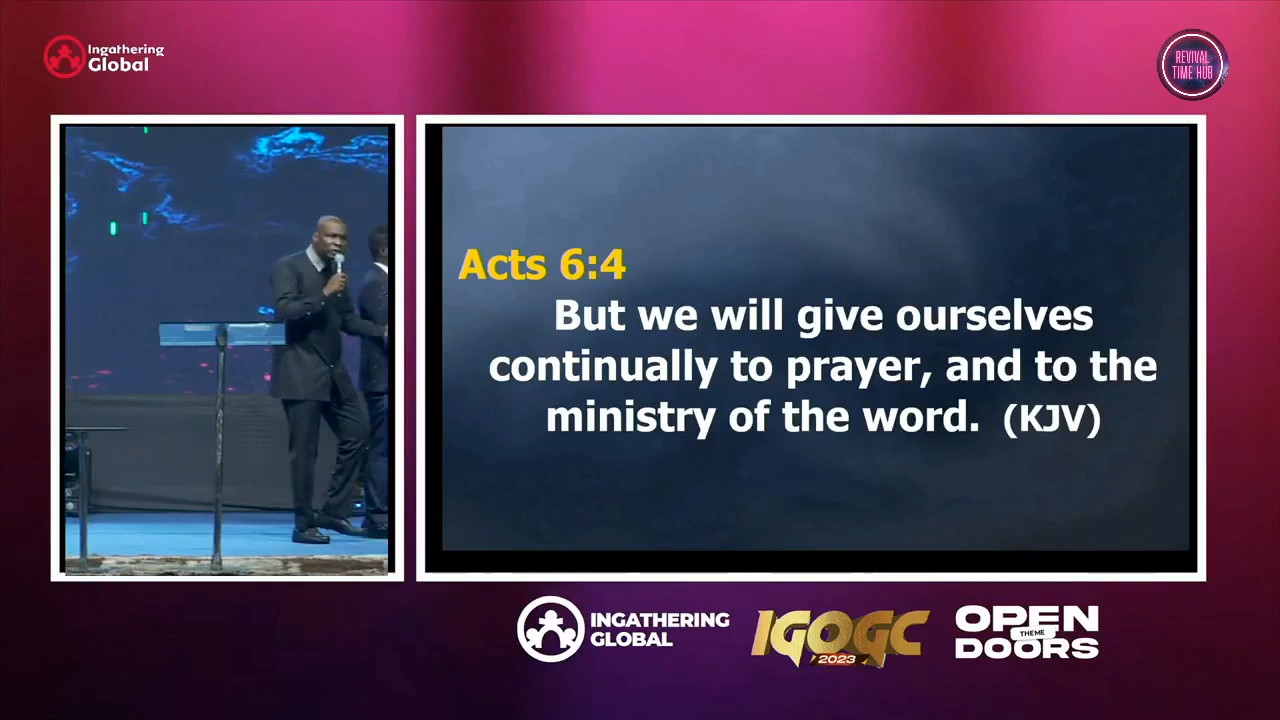 Ingathering
Global
REVIVAL
TIME HUB
Acts 6:4
But we will give ourselves
continually to prayer, and to the
ministry of the word. (KJV)
INGATHERING
GLOBAL
IGOGC
2023
OPEN
THEME
DOORS